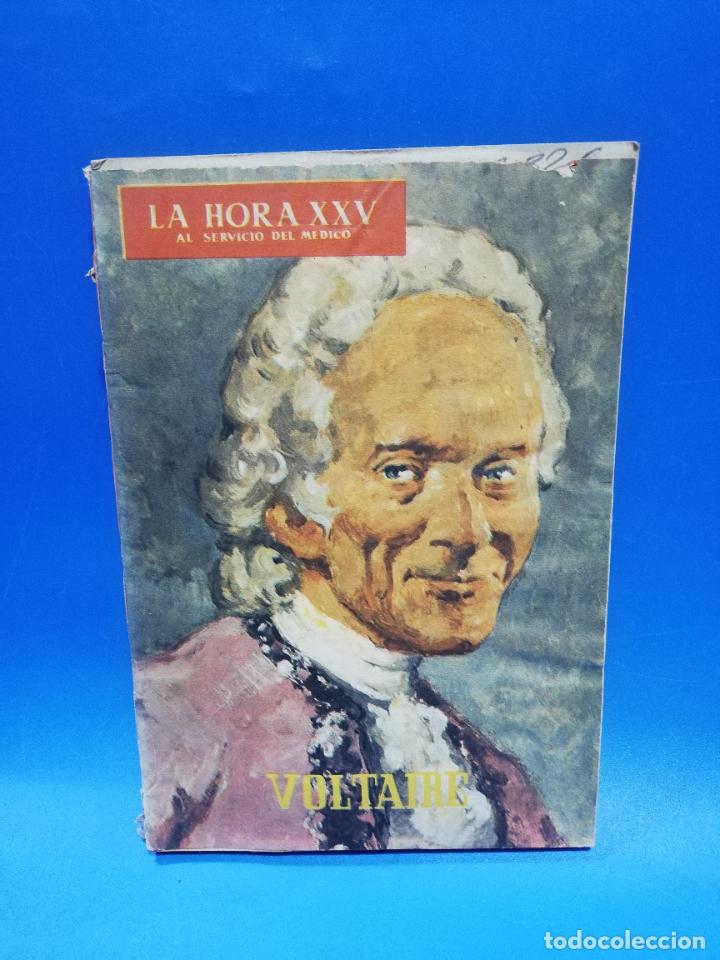 LA HORA XXV
AL SERVICIO DEL MEDICO
VOLTAIRE
todocoleccion